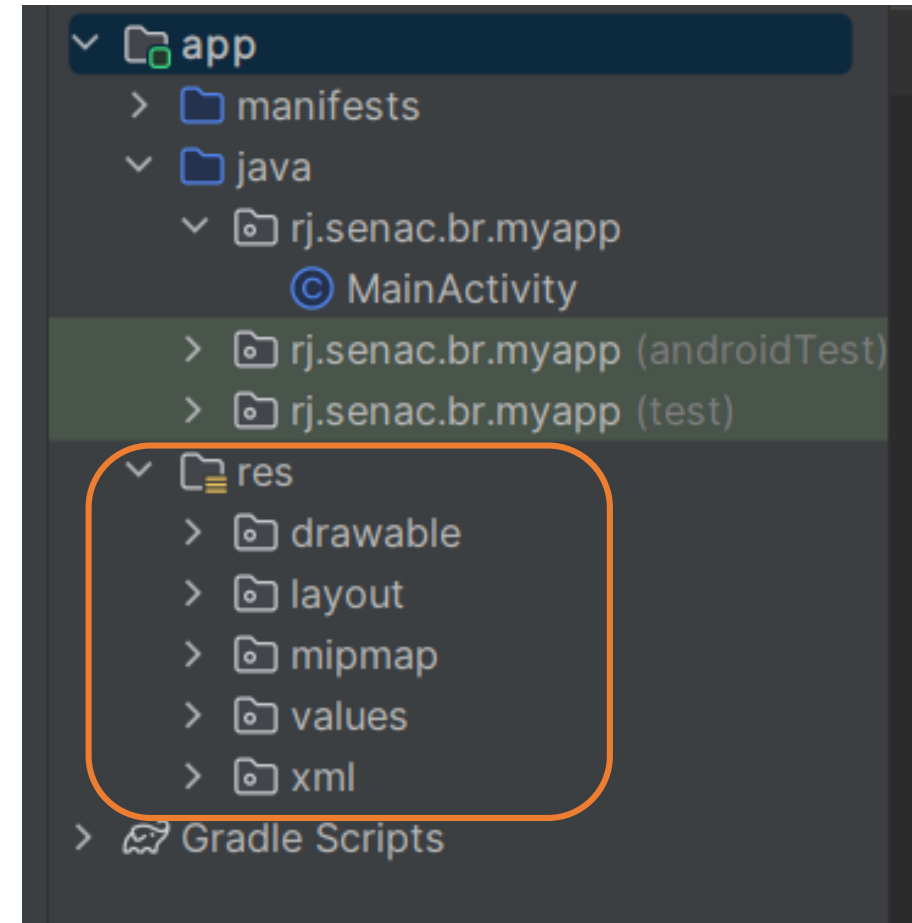 app
manifests
java
rj.senac.br.myapp
MainActivity
rj.senac.br.myapp (androidTest)
rj.senac.br.myapp (test)
res
drawable
layout
mipmap
values
xml
Gradle Scripts